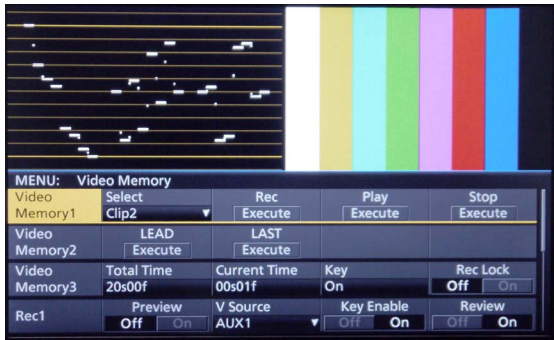 MENU: Video Memory
Video Memory1
Select
Clip2
Rec
Execute
Play
Execute
Stop
Execute
Video Memory2
LEAD
Execute
LAST
Execute
Video Memory3
Total Time
20s00f
Current Time
00s01f
Key
On
Rec Lock
Off On
Rec1
Preview
Off On
V Source
AUX1
Key Enable
Off On
Review
Off On